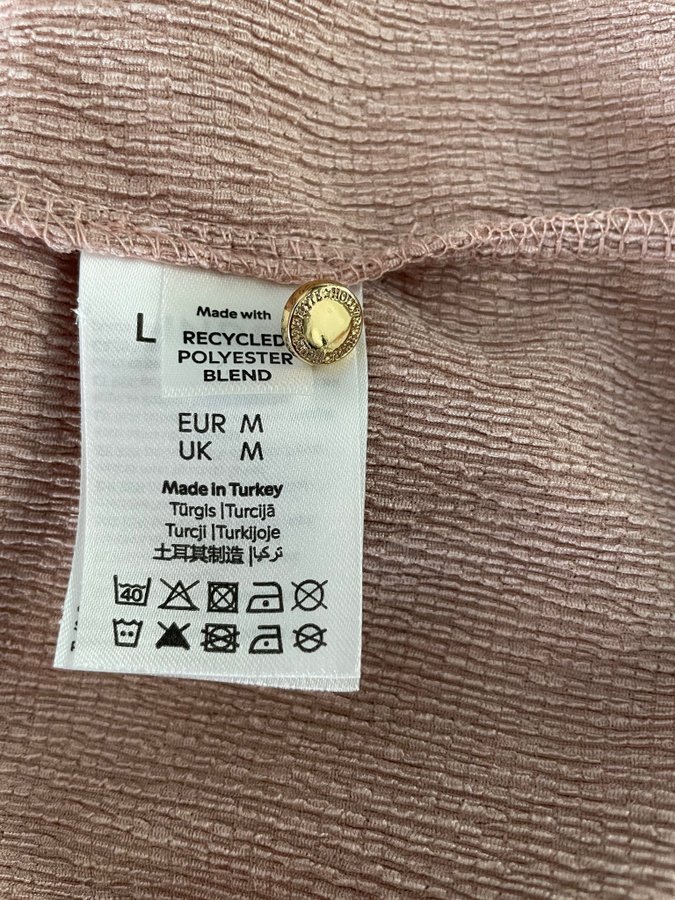 L
Made with
RECYCLED
POLYESTER
BLEND
EUR M
UK M
Made in Turkey
Türgis |Turcijā
Turcji |Turkijoje
土耳其制造 |تركيا
40